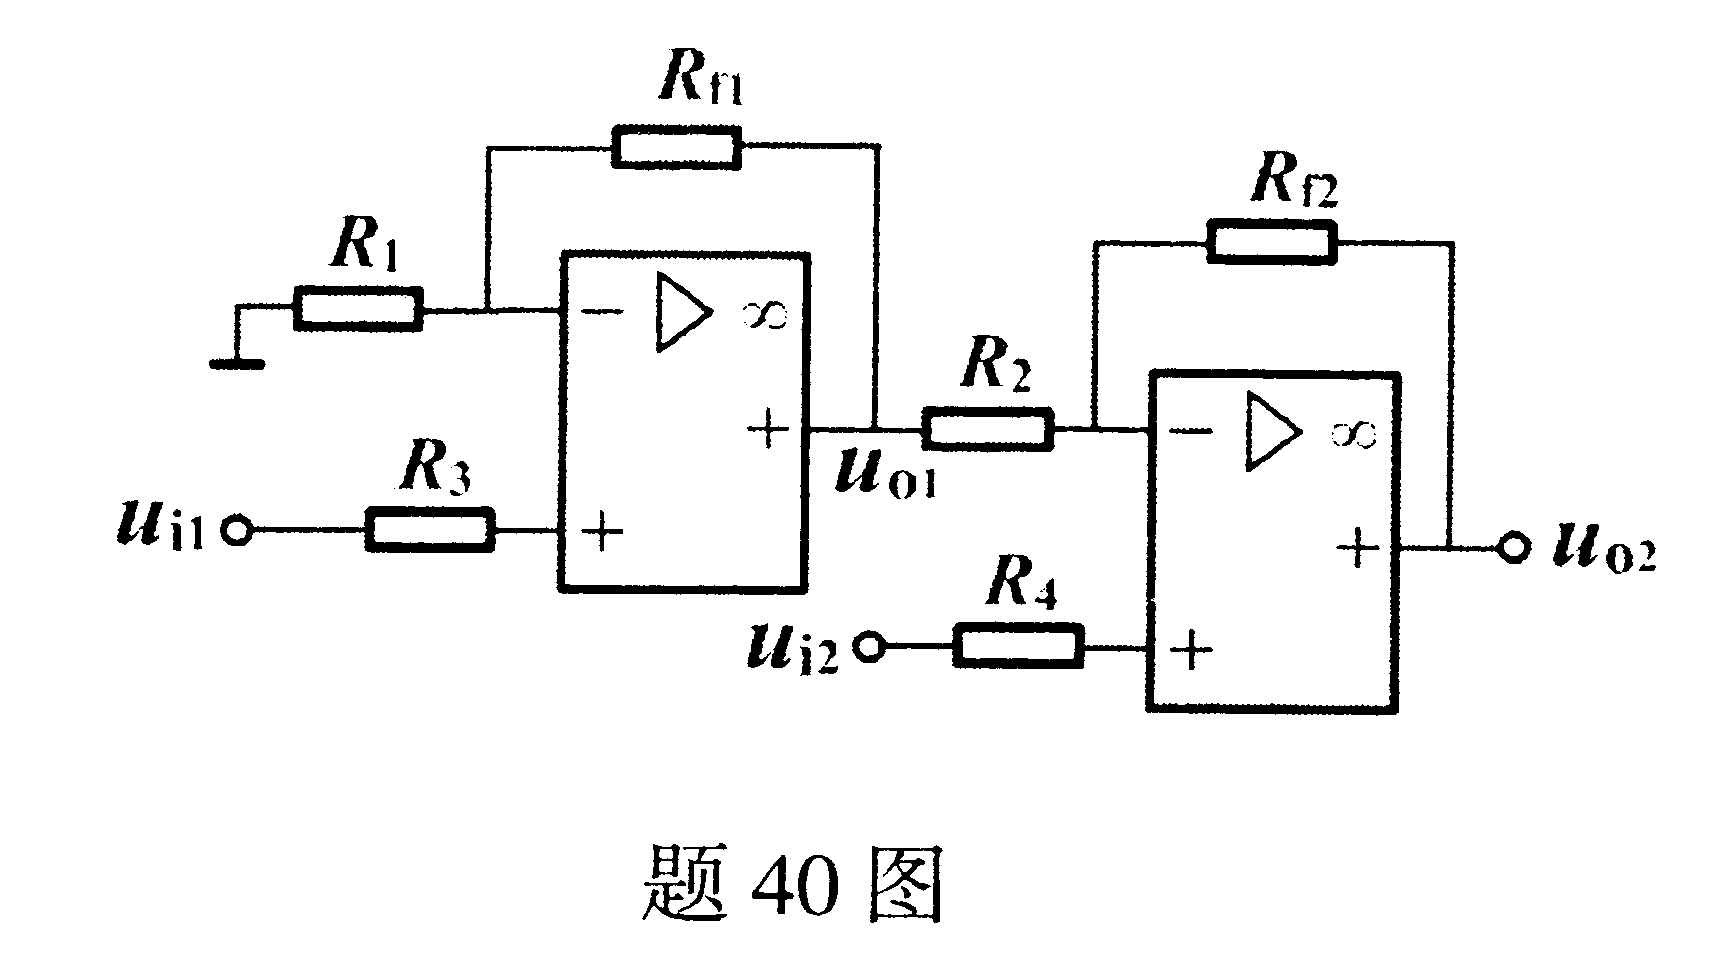 Rf1
Rf2
R1
− ▷ ∞
R2
+
uo1
− ▷ ∞
R3
ui1
+
+
uo2
R4
ui2
+
题 40 图